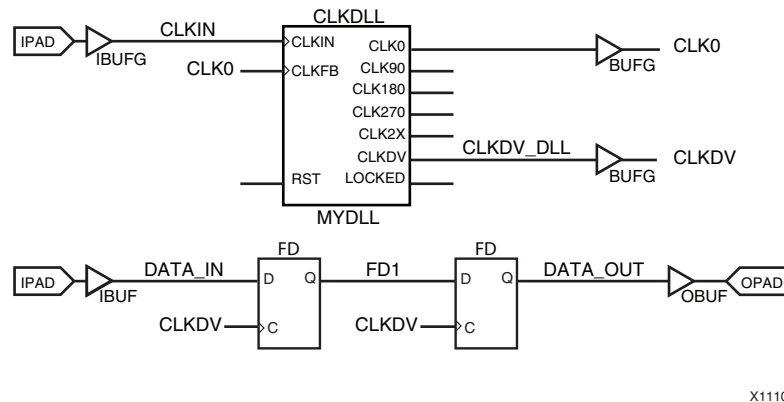 CLKDLL
IPAD
IBUFG
CLKIN
CLKIN
CLK0
CLK0
BUFG
CLK0
CLKFB
CLK90
CLK180
CLK270
CLK2X
CLKDV
CLKDV_DLL
BUFG
CLKDV
RST
LOCKED
MYDLL
FD
FD
IPAD
IBUF
DATA_IN
D
Q
FD1
D
Q
DATA_OUT
OBUF
OPAD
CLKDV
C
CLKDV
C
X1110